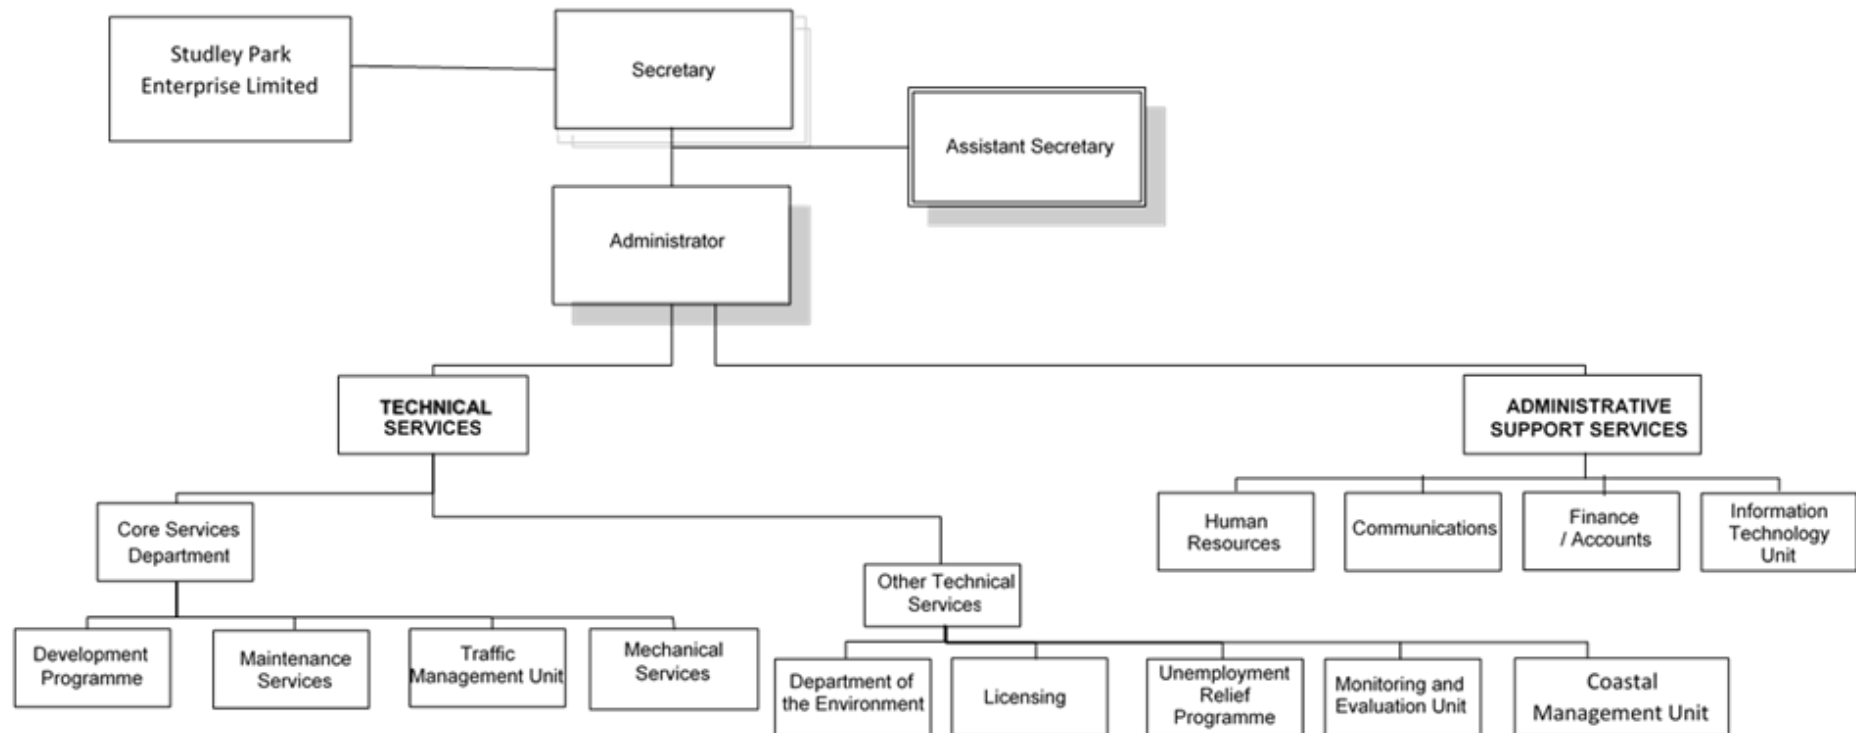 Studley Park
Enterprise Limited
Secretary
Assistant Secretary
Administrator
TECHNICAL
SERVICES
ADMINISTRATIVE
SUPPORT SERVICES
Core Services
Department
Other Technical
Services
Human
Resources
Communications
Finance
/ Accounts
Information
Technology
Unit
Development
Programme
Maintenance
Services
Traffic
Management Unit
Mechanical
Services
Department of
the Environment
Licensing
Unemployment
Relief
Programme
Monitoring and
Evaluation Unit
Coastal
Management Unit